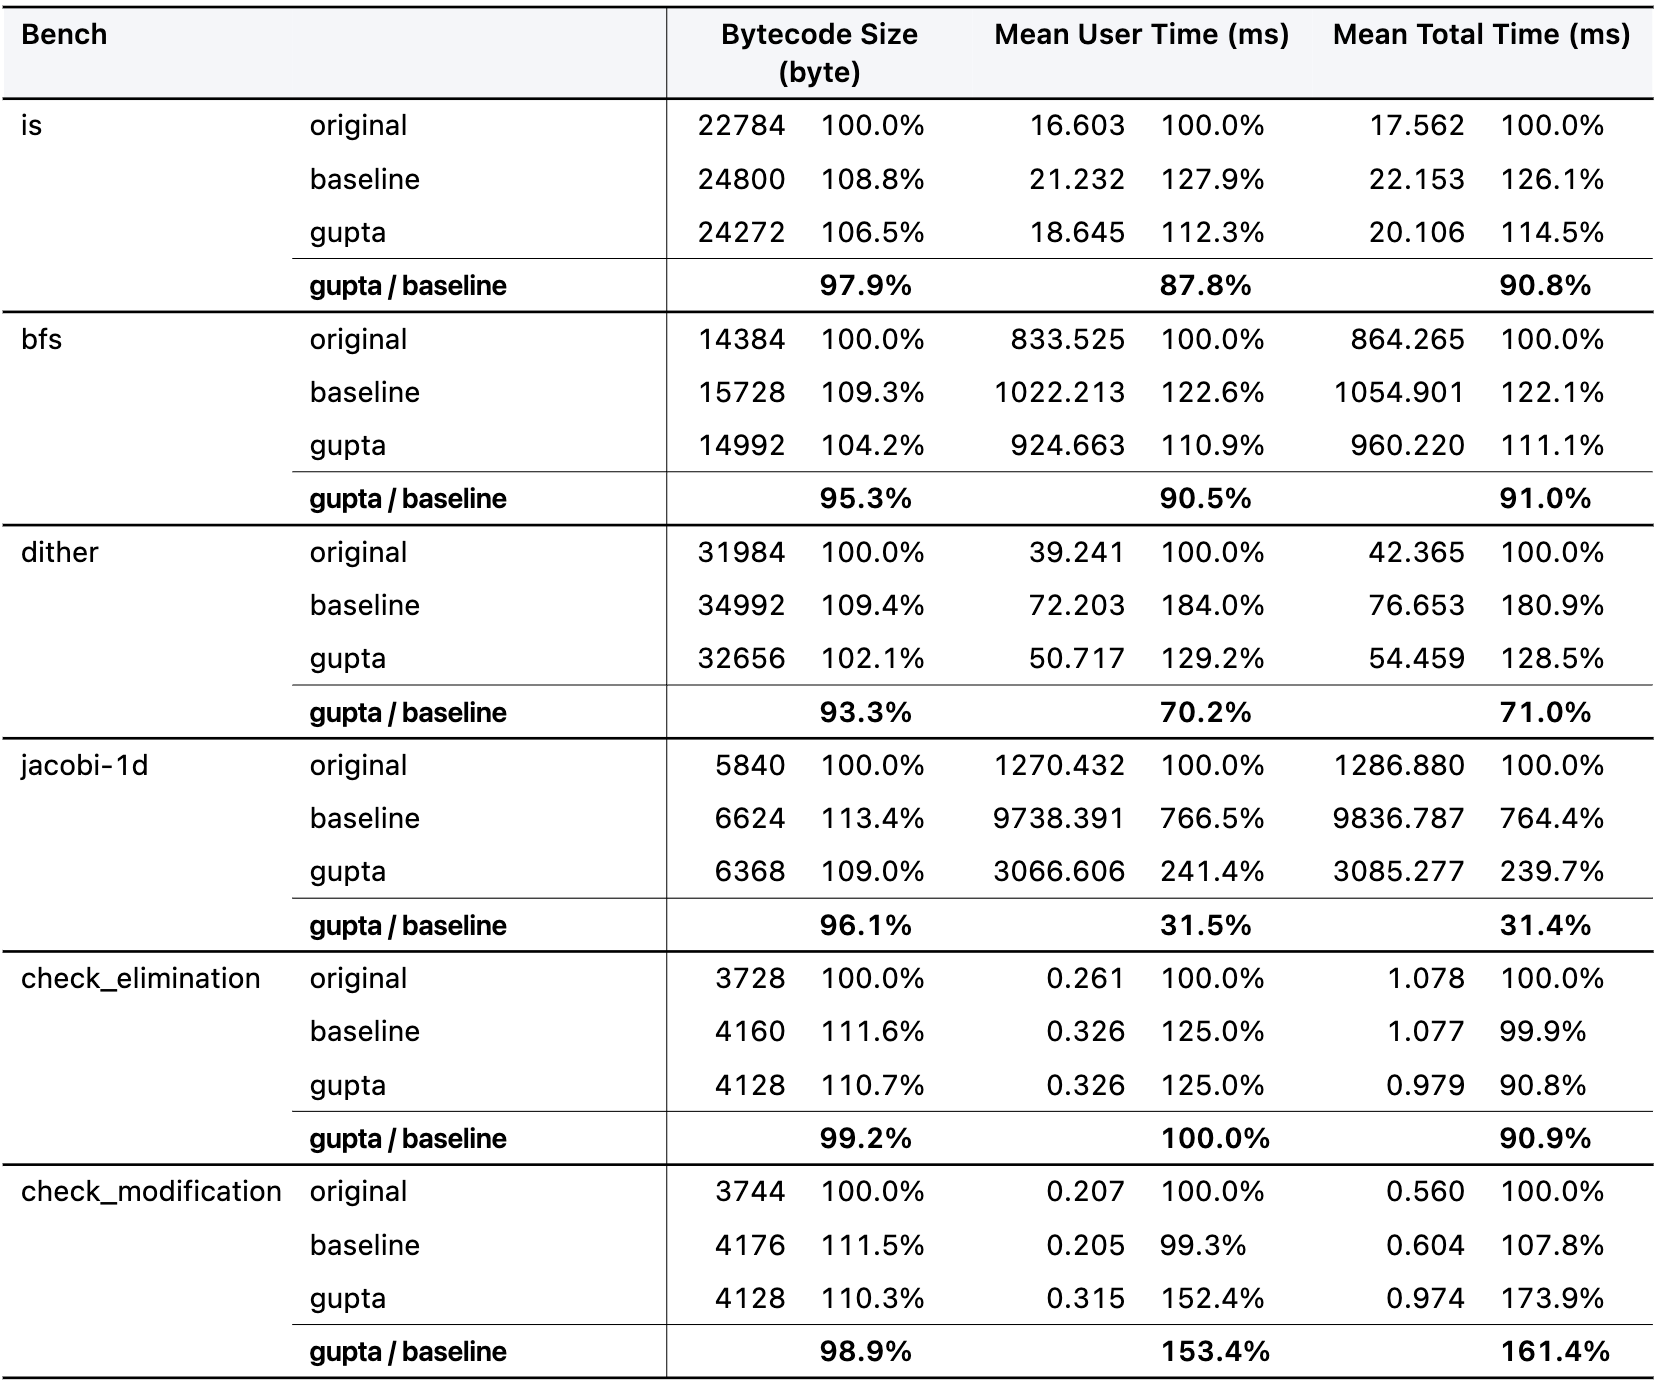 Bench Bytecode Size (byte) Mean User Time (ms) Mean Total Time (ms)
is original 22784 100.0% 16.603 100.0% 17.562 100.0%
baseline 24800 108.8% 21.232 127.9% 22.153 126.1%
gupta 24272 106.5% 18.645 112.3% 20.106 114.5%
gupta / baseline 97.9% 87.8% 90.8%
bfs original 14384 100.0% 833.525 100.0% 864.265 100.0%
baseline 15728 109.3% 1022.213 122.6% 1054.901 122.1%
gupta 14992 104.2% 924.663 110.9% 960.220 111.1%
gupta / baseline 95.3% 90.5% 91.0%
dither original 31984 100.0% 39.241 100.0% 42.365 100.0%
baseline 34992 109.4% 72.203 184.0% 76.653 180.9%
gupta 32656 102.1% 50.717 129.2% 54.459 128.5%
gupta / baseline 93.3% 70.2% 71.0%
jacobi-1d original 5840 100.0% 1270.432 100.0% 1286.880 100.0%
baseline 6624 113.4% 9738.391 766.5% 9836.787 764.4%
gupta 6368 109.0% 3066.606 241.4% 3085.277 239.7%
gupta / baseline 96.1% 31.5% 31.4%
check_elimination original 3728 100.0% 0.261 100.0% 1.078 100.0%
baseline 4160 111.6% 0.326 125.0% 1.077 99.9%
gupta 4128 110.7% 0.326 125.0% 0.979 90.8%
gupta / baseline 99.2% 100.0% 90.9%
check_modification original 3744 100.0% 0.207 100.0% 0.560 100.0%
baseline 4176 111.5% 0.205 99.3% 0.604 107.8%
gupta 4128 110.3% 0.315 152.4% 0.974 173.9%
gupta / baseline 98.9% 153.4% 161.4%